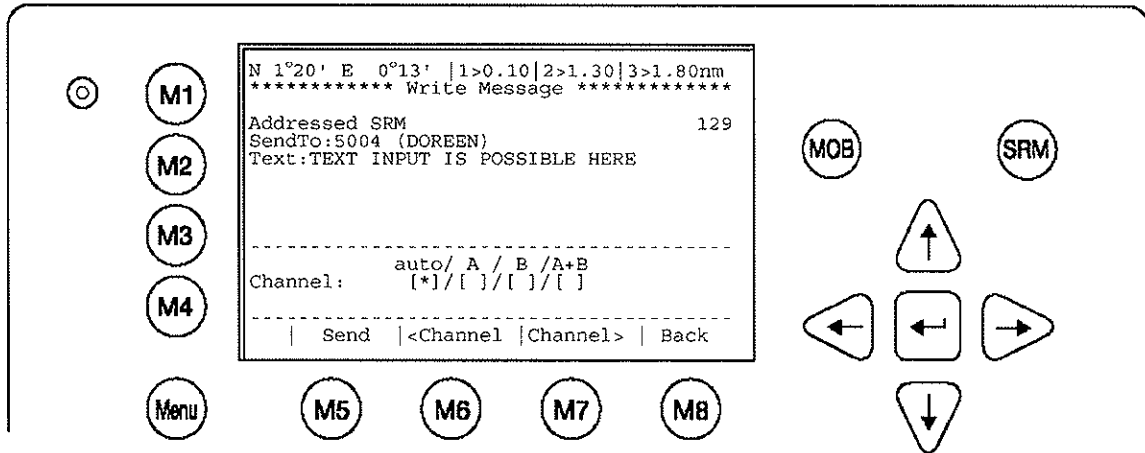 N 1°20' E 0°13' |1>0.10|2>1.30|3>1.80nm
************ Write Message *************
Addressed SRM 129
SendTo:5004 (DOREEN)
Text:TEXT INPUT IS POSSIBLE HERE
auto/ A / B /A+B
Channel: [*]/[ ]/[ ]/[ ]
| Send |<Channel |Channel> | Back
M1
M2
M3
M4
Menu
M5
M6
M7
M8
MOB
SRM